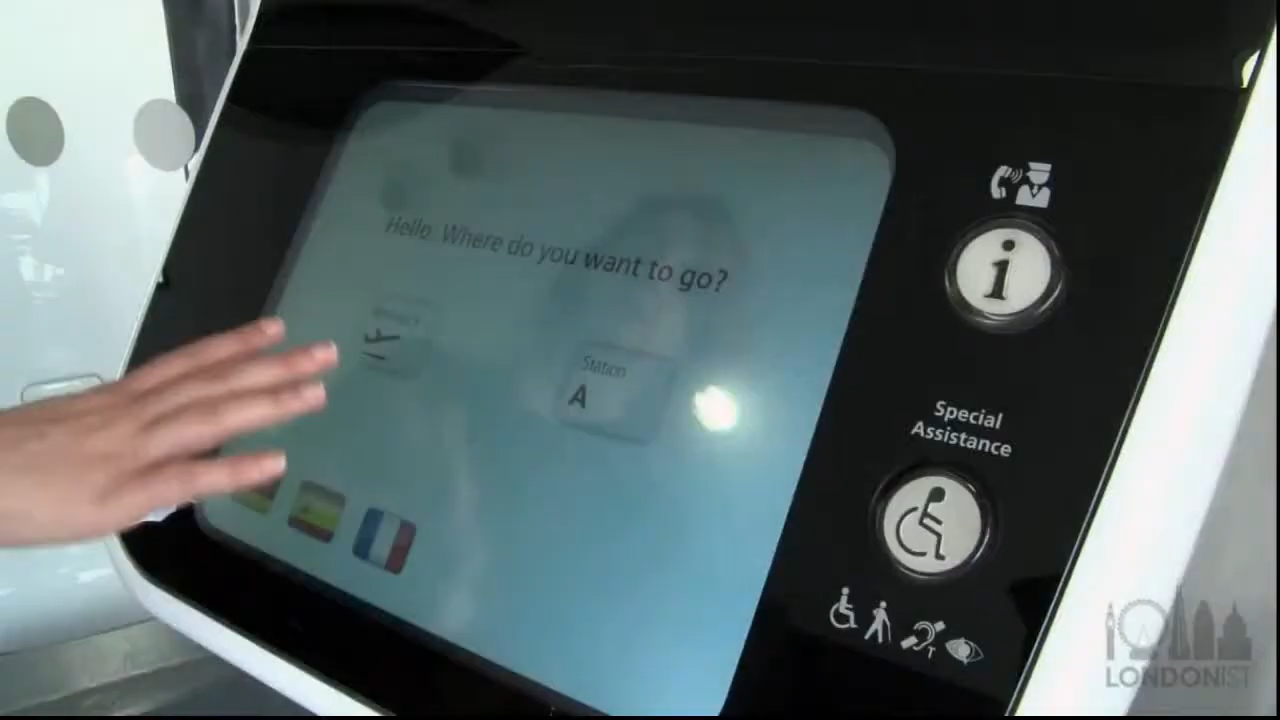 Hello. Where do you want to go?
Station
A
i
Special
Assistance
T
LONDONIST